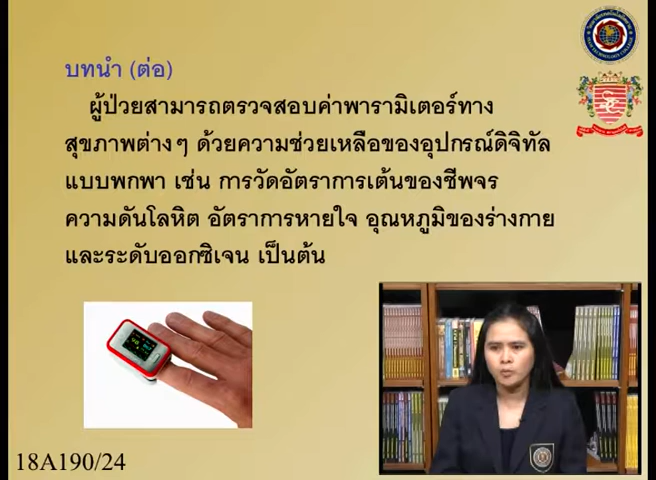 บทนำ (ต่อ)
ผู้ป่วยสามารถตรวจสอบค่าพารามิเตอร์ทาง
สุขภาพต่างๆ ด้วยความช่วยเหลือของอุปกรณ์ดิจิทัล
แบบพกพา เช่น การวัดอัตราการเต้นของชีพจร
ความดันโลหิต อัตราการหายใจ อุณหภูมิของร่างกาย
และระดับออกซิเจน เป็นต้น
18A190/24